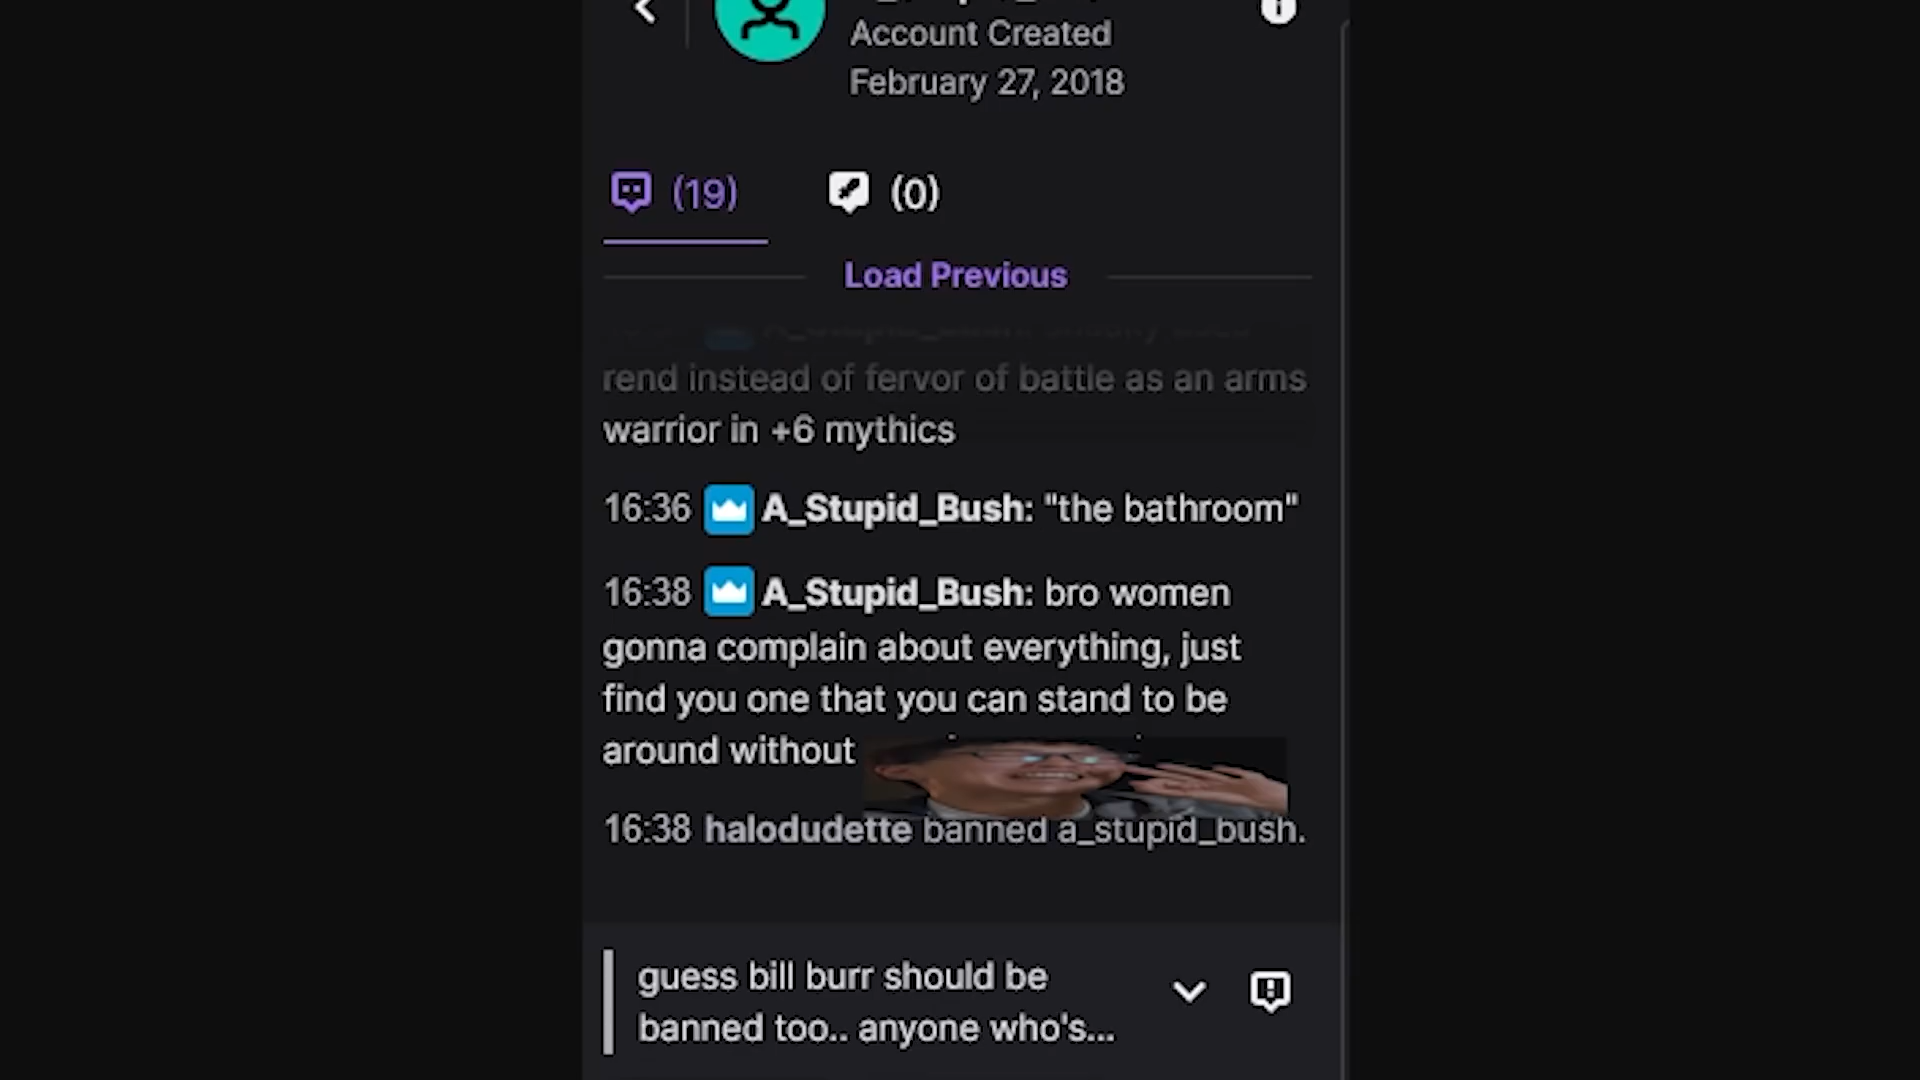 Account Created
February 27, 2018
(19) (0)
Load Previous
rend instead of fervor of battle as an arms
warrior in +6 mythics
16:36 A_Stupid_Bush: "the bathroom"
16:38 A_Stupid_Bush: bro women
gonna complain about everything, just
find you one that you can stand to be
around without
16:38 halodudette banned a_stupid_bush.
guess bill burr should be
banned too.. anyone who's...